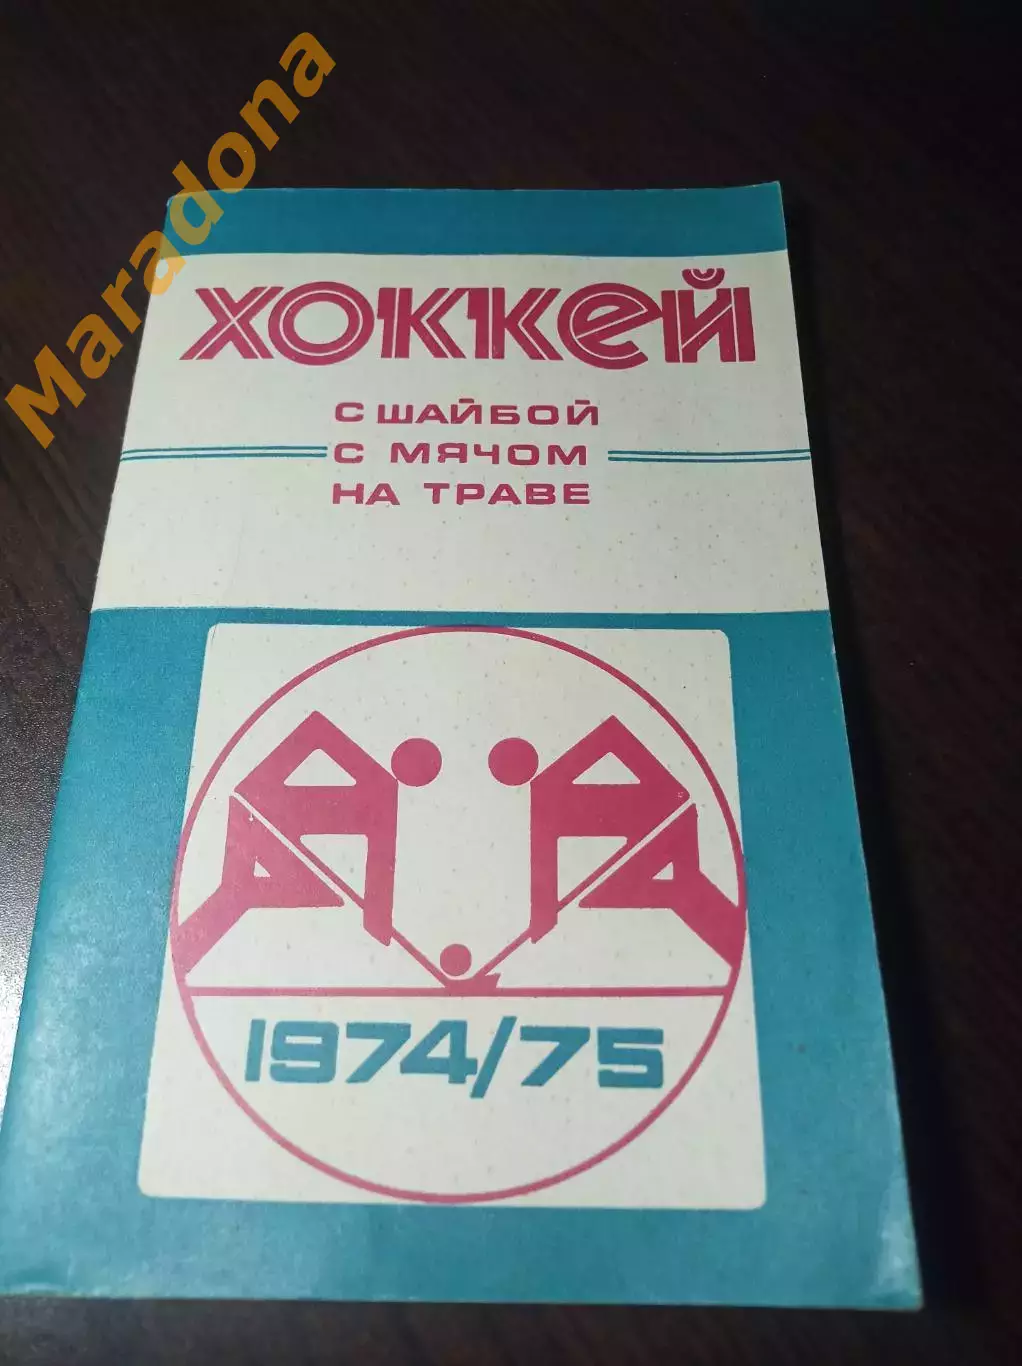 Maradona
ХОККЕЙ
С ШАЙБОЙ
С МЯЧОМ
НА ТРАВЕ
1974/75